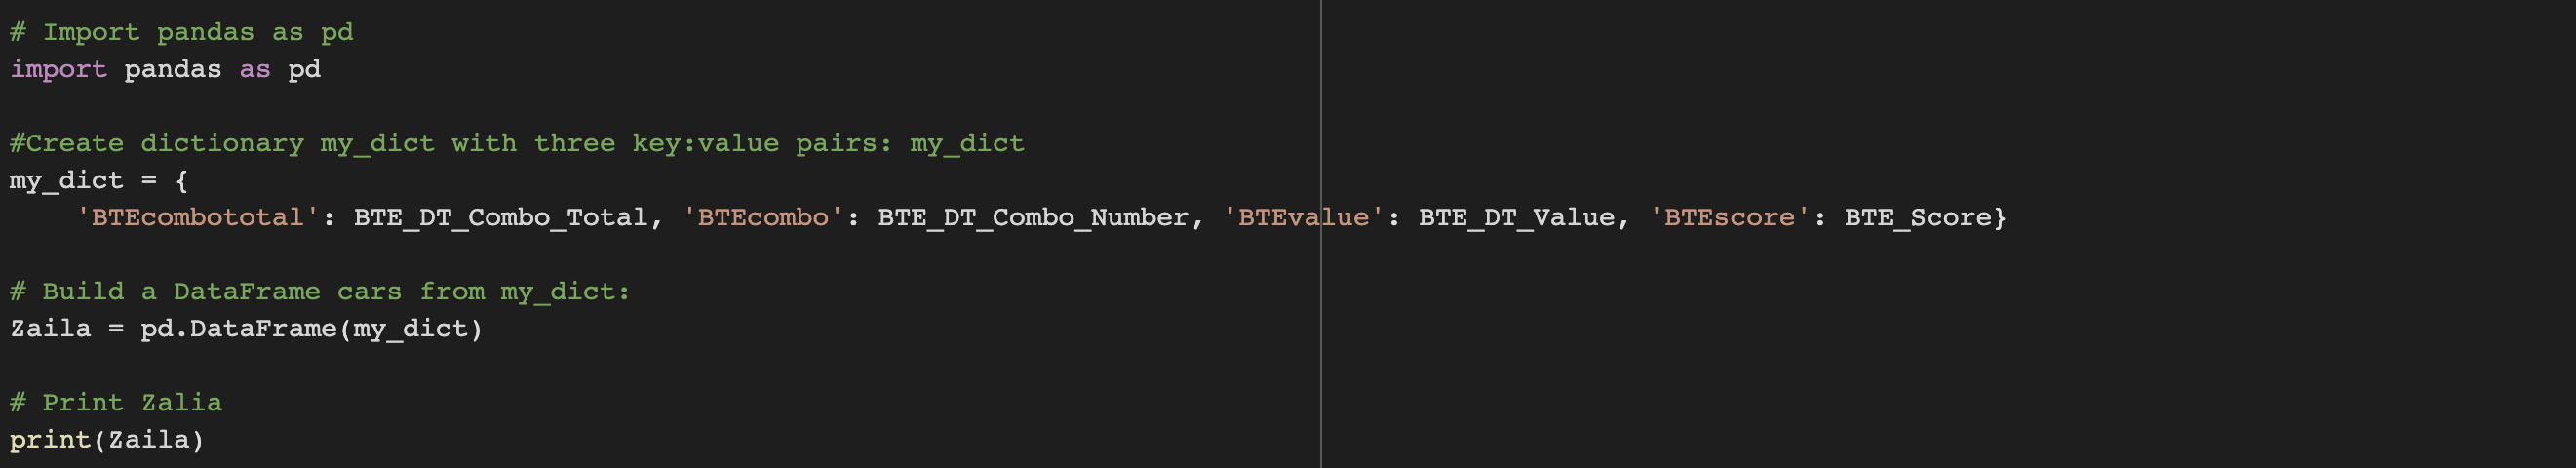 # Import pandas as pd
import pandas as pd
#Create dictionary my_dict with three key:value pairs: my_dict
my_dict = {
    'BTEcombototal': BTE_DT_Combo_Total, 'BTEcombo': BTE_DT_Combo_Number, 'BTEvalue': BTE_DT_Value, 'BTEscore': BTE_Score}
# Build a DataFrame cars from my_dict:
Zaila = pd.DataFrame(my_dict)
# Print Zalia
print(Zaila)